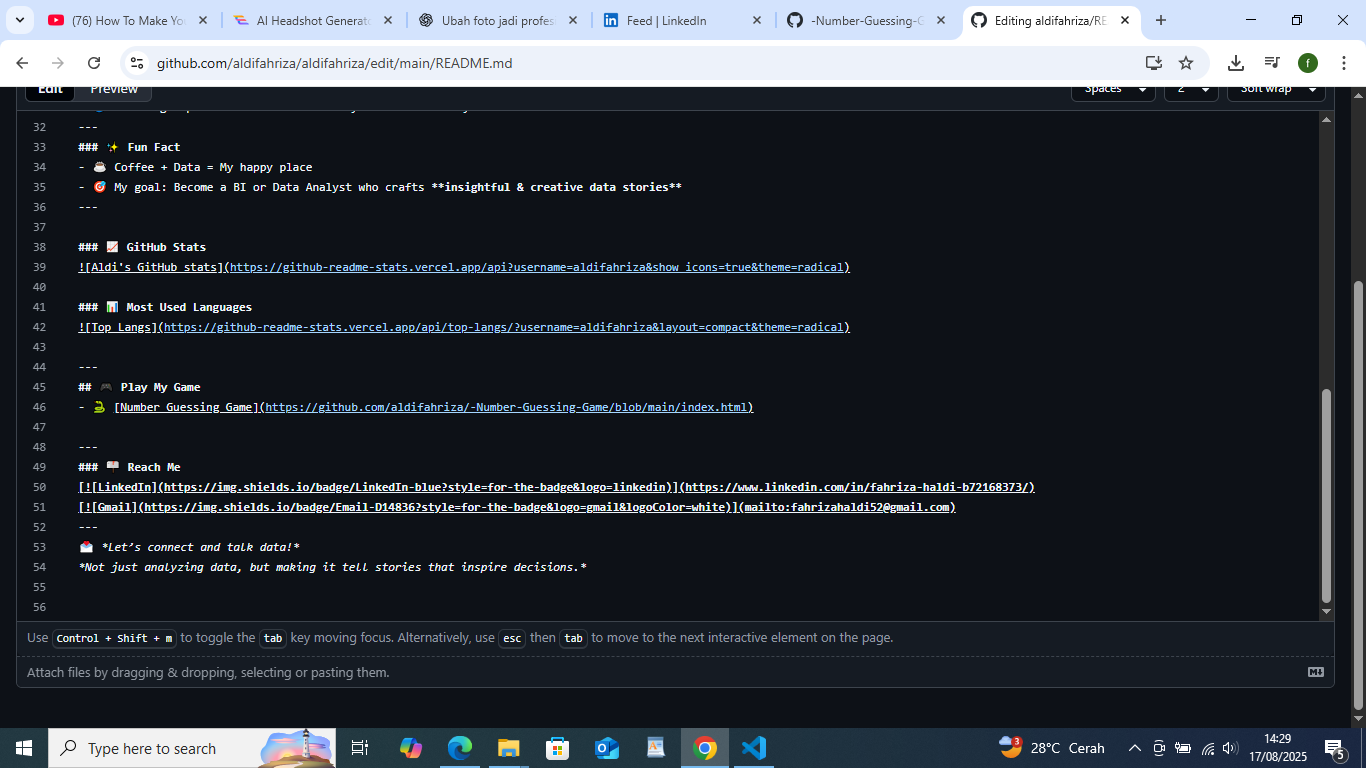 (76) How To Make Yo
AI Headshot Generato
Ubah foto jadi profes
Feed | LinkedIn
-Number-Guessing-G
Editing aldifahriza/RE
github.com/aldifahriza/aldifahriza/edit/main/README.md
f
Edit
Preview
Spaces
2
Soft wrap
32 ---
33 ### ✨ Fun Fact
34 - ☕ Coffee + Data = My happy place
35 - 🎯 My goal: Become a BI or Data Analyst who crafts **insightful & creative data stories**
36 ---
37
38 ### 📈 GitHub Stats
39 ![Aldi's GitHub stats](https://github-readme-stats.vercel.app/api?username=aldifahriza&show_icons=true&theme=radical)
40
41 ### 📊 Most Used Languages
42 ![Top Langs](https://github-readme-stats.vercel.app/api/top-langs/?username=aldifahriza&layout=compact&theme=radical)
43
44 ---
45 ## 🎮 Play My Game
46 - 🐍 [Number Guessing Game](https://github.com/aldifahriza/-Number-Guessing-Game/blob/main/index.html)
47
48 ---
49 ### 📬 Reach Me
50 [![LinkedIn](https://img.shields.io/badge/LinkedIn-blue?style=for-the-badge&logo=linkedin)](https://www.linkedin.com/in/fahriza-haldi-b72168373/)
51 [![Gmail](https://img.shields.io/badge/Email-D14836?style=for-the-badge&logo=gmail&logoColor=white)](mailto:fahrizahaldi52@gmail.com)
52 ---
53 💌 *Let’s connect and talk data!*
54 *Not just analyzing data, but making it tell stories that inspire decisions.*
55
56
Use Control + Shift + m to toggle the tab key moving focus. Alternatively, use esc then tab to move to the next interactive element on the page.
Attach files by dragging & dropping, selecting or pasting them.
Type here to search
3
28°C Cerah
14:29
17/08/2025
5